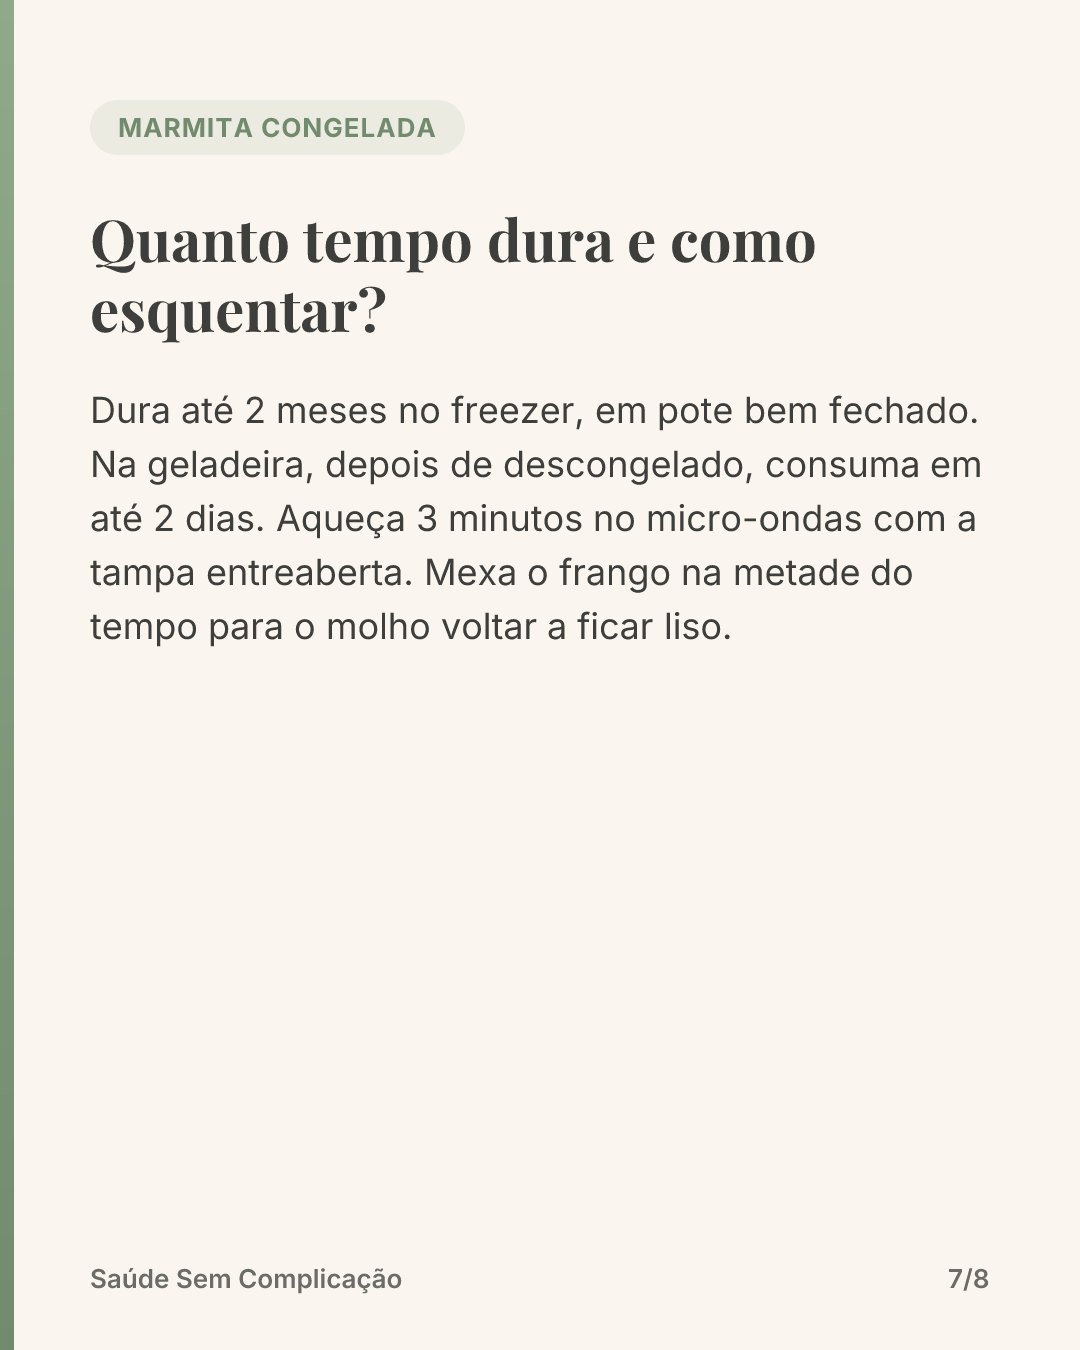 MARMITA CONGELADA
Quanto tempo dura e como
esquentar?
Dura até 2 meses no freezer, em pote bem fechado.
Na geladeira, depois de descongelado, consuma em
até 2 dias. Aqueça 3 minutos no micro-ondas com a
tampa entreaberta. Mexa o frango na metade do
tempo para o molho voltar a ficar liso.
Saúde Sem Complicação
7/8